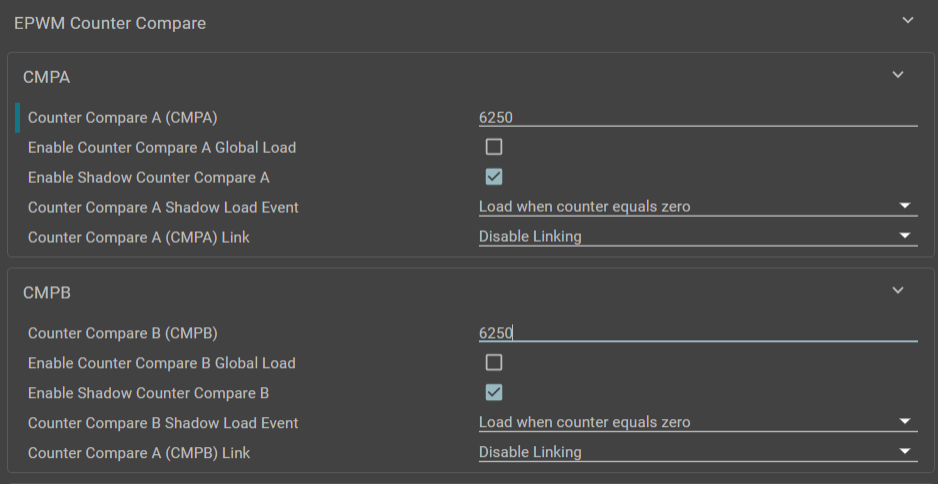 EPWM Counter Compare
CMPA
Counter Compare A (CMPA) 6250
Enable Counter Compare A Global Load
Enable Shadow Counter Compare A
Counter Compare A Shadow Load Event Load when counter equals zero
Counter Compare A (CMPA) Link Disable Linking
CMPB
Counter Compare B (CMPB) 6250
Enable Counter Compare B Global Load
Enable Shadow Counter Compare B
Counter Compare B Shadow Load Event Load when counter equals zero
Counter Compare A (CMPB) Link Disable Linking